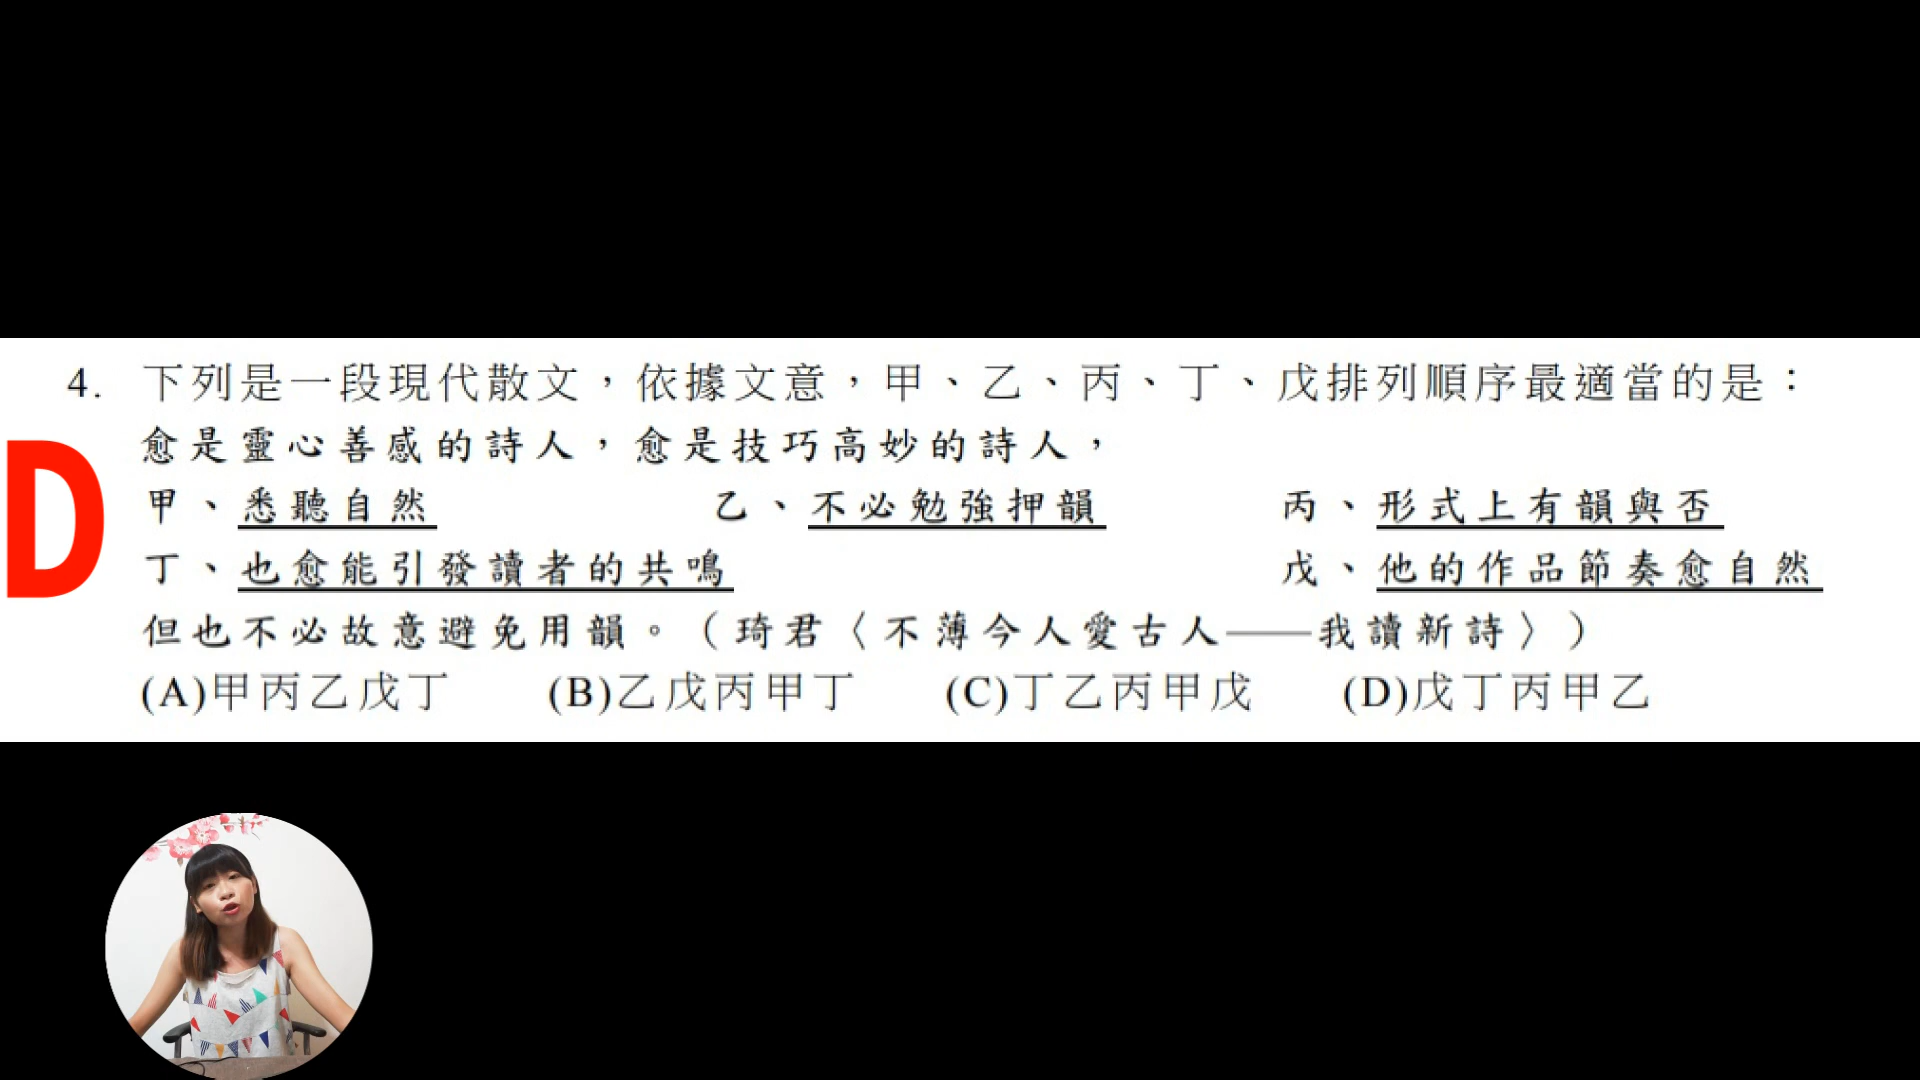 4. 下列是一段現代散文，依據文意，甲、乙、丙、丁、戊排列順序最適當的是：
愈是靈心善感的詩人，愈是技巧高妙的詩人，
甲、悉聽自然 乙、不必勉強押韻 丙、形式上有韻與否
D
丁、也愈能引發讀者的共鳴 戊、他的作品節奏愈自然
但也不必故意避免用韻。（琦君〈不薄今人愛古人──我讀新詩〉）
(A)甲丙乙戊丁 (B)乙戊丙甲丁 (C)丁乙丙甲戊 (D)戊丁丙甲乙